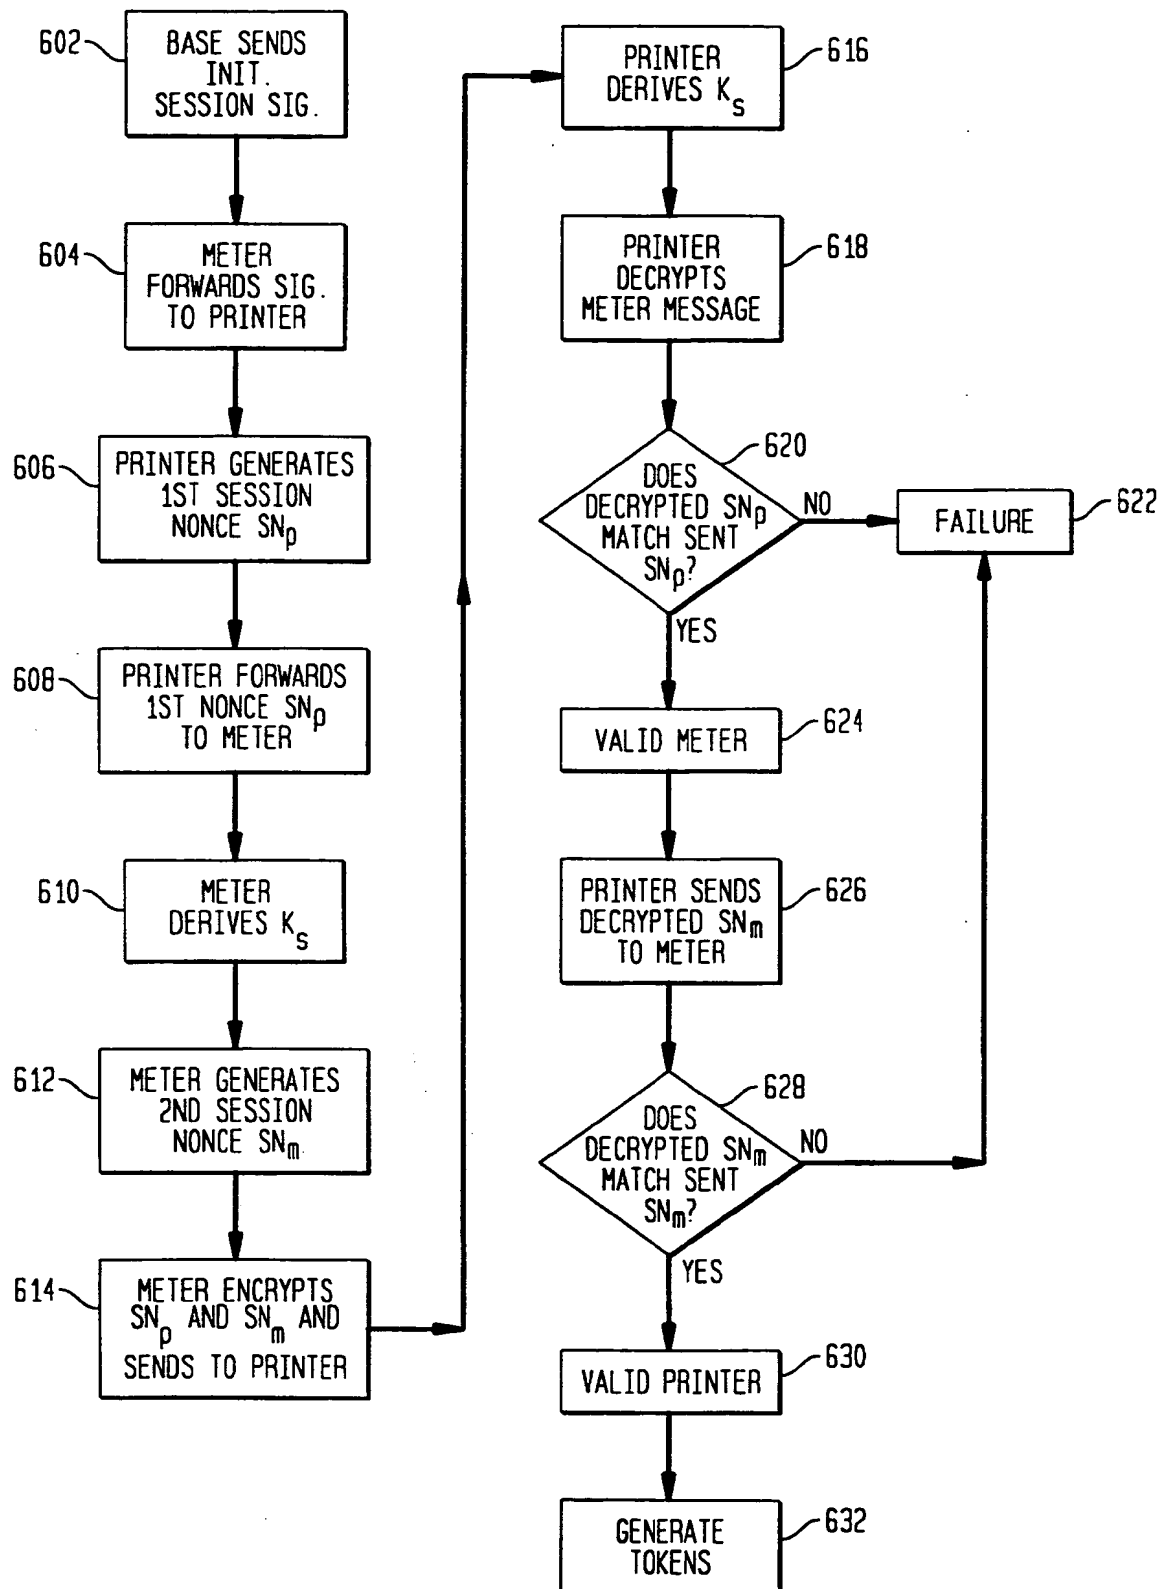 602
BASE SENDS
INIT.
SESSION SIG.
604
METER
FORWARDS SIG.
TO PRINTER
606
PRINTER GENERATES
1ST SESSION
NONCE SNp
608
PRINTER FORWARDS
1ST NONCE SNp
TO METER
610
METER
DERIVES Ks
612
METER GENERATES
2ND SESSION
NONCE SNm
614
METER ENCRYPTS
SNp AND SNm AND
SENDS TO PRINTER
616
PRINTER
DERIVES Ks
618
PRINTER
DECRYPTS
METER MESSAGE
620
DOES
DECRYPTED SNp
MATCH SENT
SNp?
NO
YES
FAILURE
622
624
VALID METER
626
PRINTER SENDS
DECRYPTED SNm
TO METER
628
DOES
DECRYPTED SNm
MATCH SENT
SNm?
NO
YES
630
VALID PRINTER
632
GENERATE
TOKENS